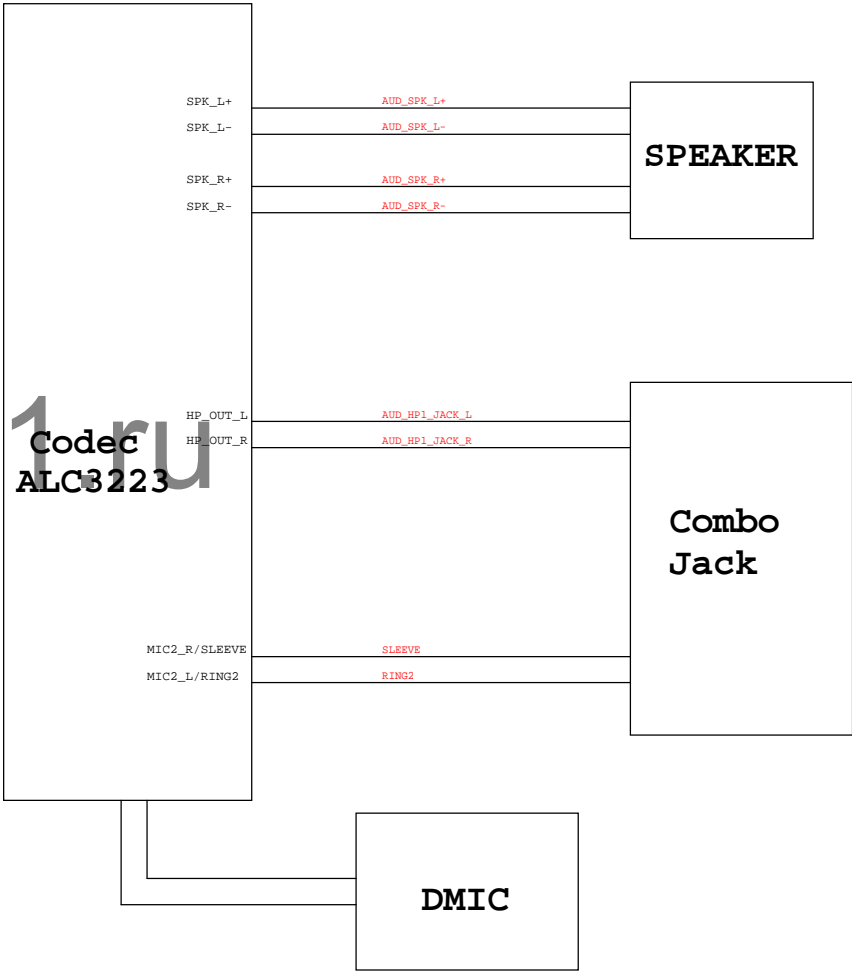 SPK_L+ AUD_SPK_L+
SPK_L- AUD_SPK_L-
SPEAKER
SPK_R+ AUD_SPK_R+
SPK_R- AUD_SPK_R-
HP_OUT_L AUD_HP1_JACK_L
HP_OUT_R AUD_HP1_JACK_R
1.ru
Codec
ALC3223
Combo
Jack
MIC2_R/SLEEVE SLEEVE
MIC2_L/RING2 RING2
DMIC